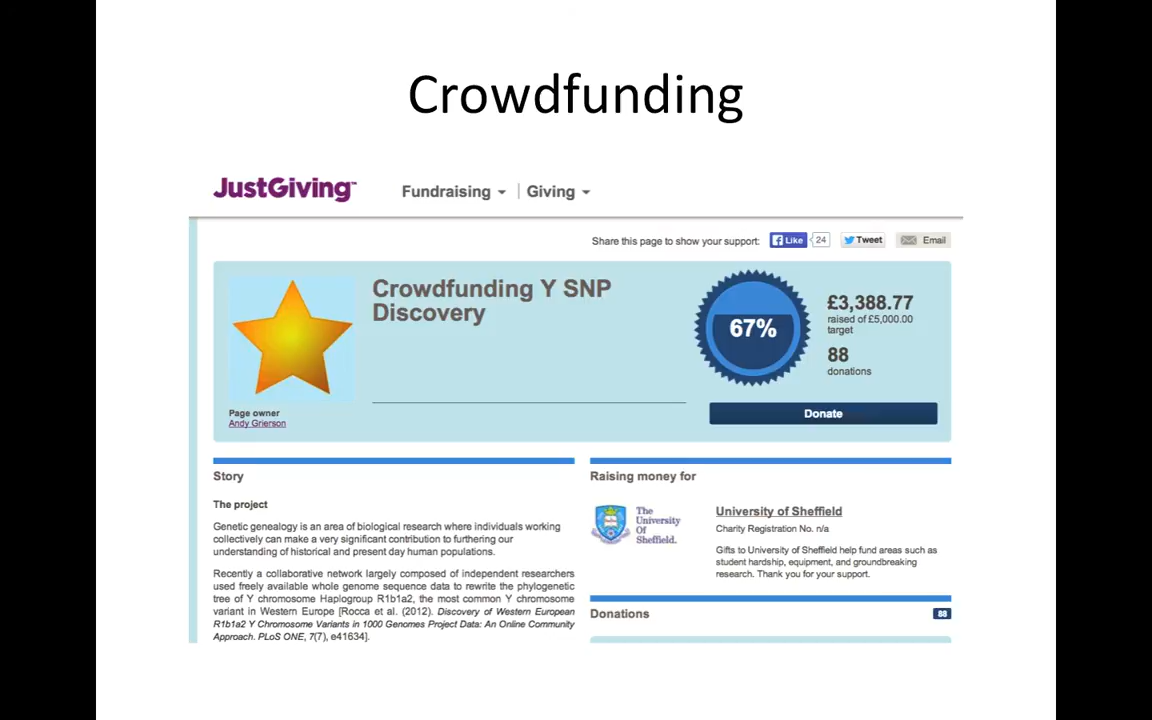 Crowdfunding
JustGiving™
Fundraising
Giving
Share this page to show your support:
Like
24
Tweet
Email
Crowdfunding Y SNP
Discovery
67%
£3,388.77
raised of £5,000.00
target
88
donations
Donate
Page owner
Andy Grierson
Story
The project
Genetic genealogy is an area of biological research where individuals working
collectively can make a very significant contribution to furthering our
understanding of historical and present day human populations.
Recently a collaborative network largely composed of independent researchers
used freely available whole genome sequence data to rewrite the phylogenetic
tree of Y chromosome Haplogroup R1b1a2, the most common Y chromosome
variant in Western Europe [Rocca et al. (2012). Discovery of Western European
R1b1a2 Y Chromosome Variants in 1000 Genomes Project Data: An Online Community
Approach. PLoS ONE, 7(7), e41634].
Raising money for
The
University
Of
Sheffield.
University of Sheffield
Charity Registration No. n/a
Gifts to University of Sheffield help fund areas such as
student hardship, equipment, and groundbreaking
research. Thank you for your support.
Donations
88